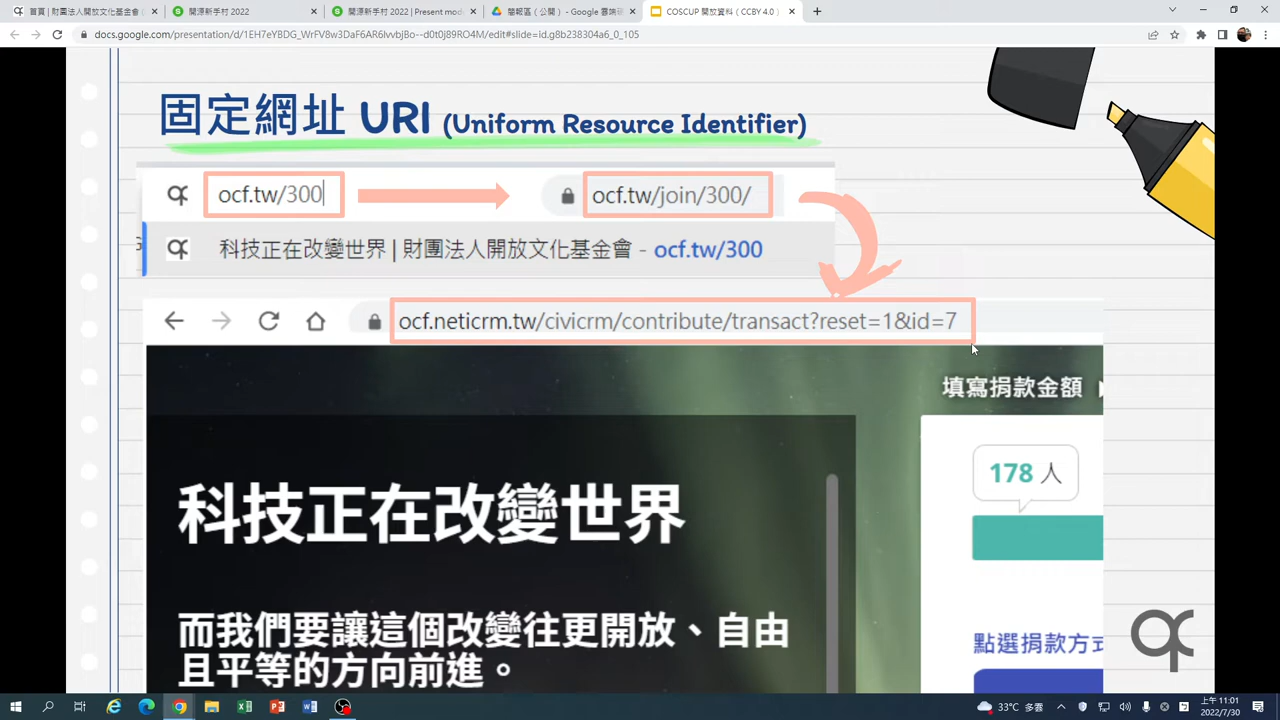 首頁 | 財團法人開放文化基金會 (
開源新手村 2022
開源新手村 2022 | Present mod
簡報區（公開） - Google 雲端硏
COSCUP 開放資料（CCBY 4.0）
docs.google.com/presentation/d/1EH7eYBDG_WrFV8w3DaF6AR6IvvbjBo--d0t0j89RO4M/edit#slide=id.g8b238304a6_0_105
固定網址 URI (Uniform Resource Identifier)
ocf.tw/300
ocf.tw/join/300/
科技正在改變世界 | 財團法人開放文化基金會 - ocf.tw/300
ocf.neticrm.tw/civicrm/contribute/transact?reset=1&id=7
填寫捐款金額
178 人
科技正在改變世界
而我們要讓這個改變往更開放、自由
且平等的方向前進。
點選捐款方式
33°C 多雲
上午 11:01
2022/7/30